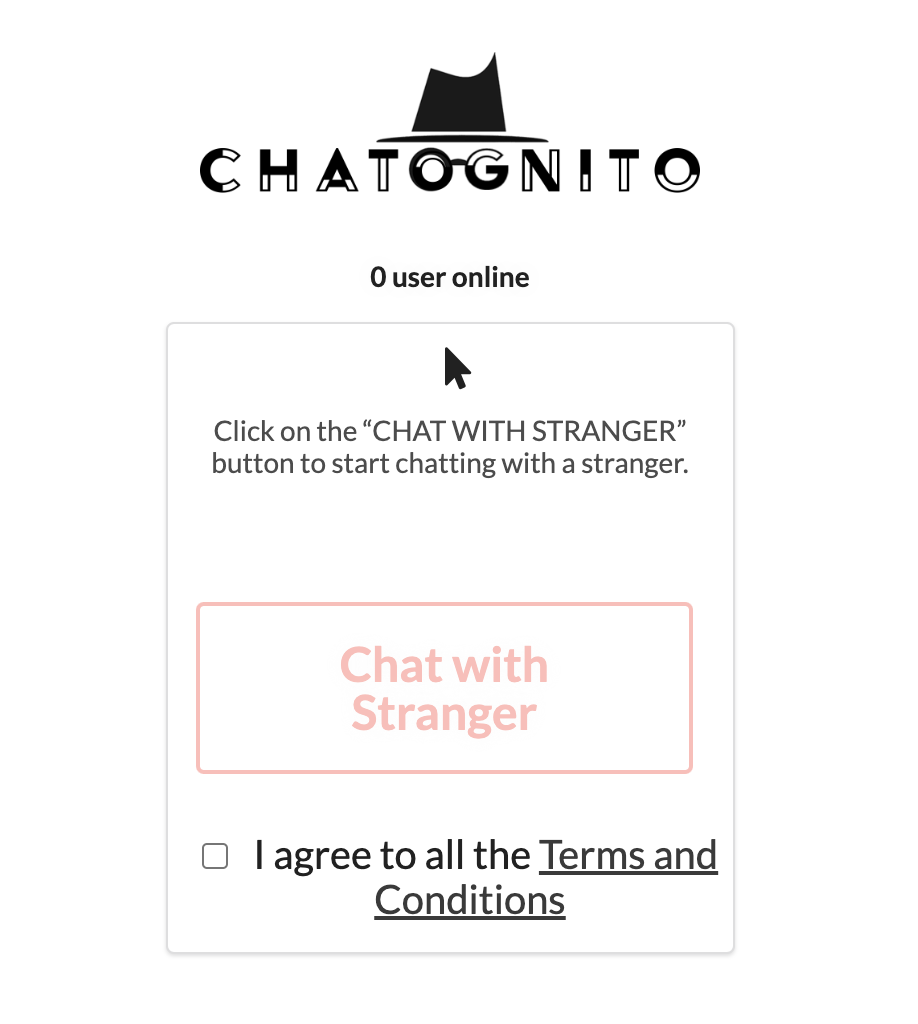 CHATOGNITO
0 user online
Click on the “CHAT WITH STRANGER”
button to start chatting with a stranger.
Chat with
Stranger
I agree to all the Terms and
Conditions